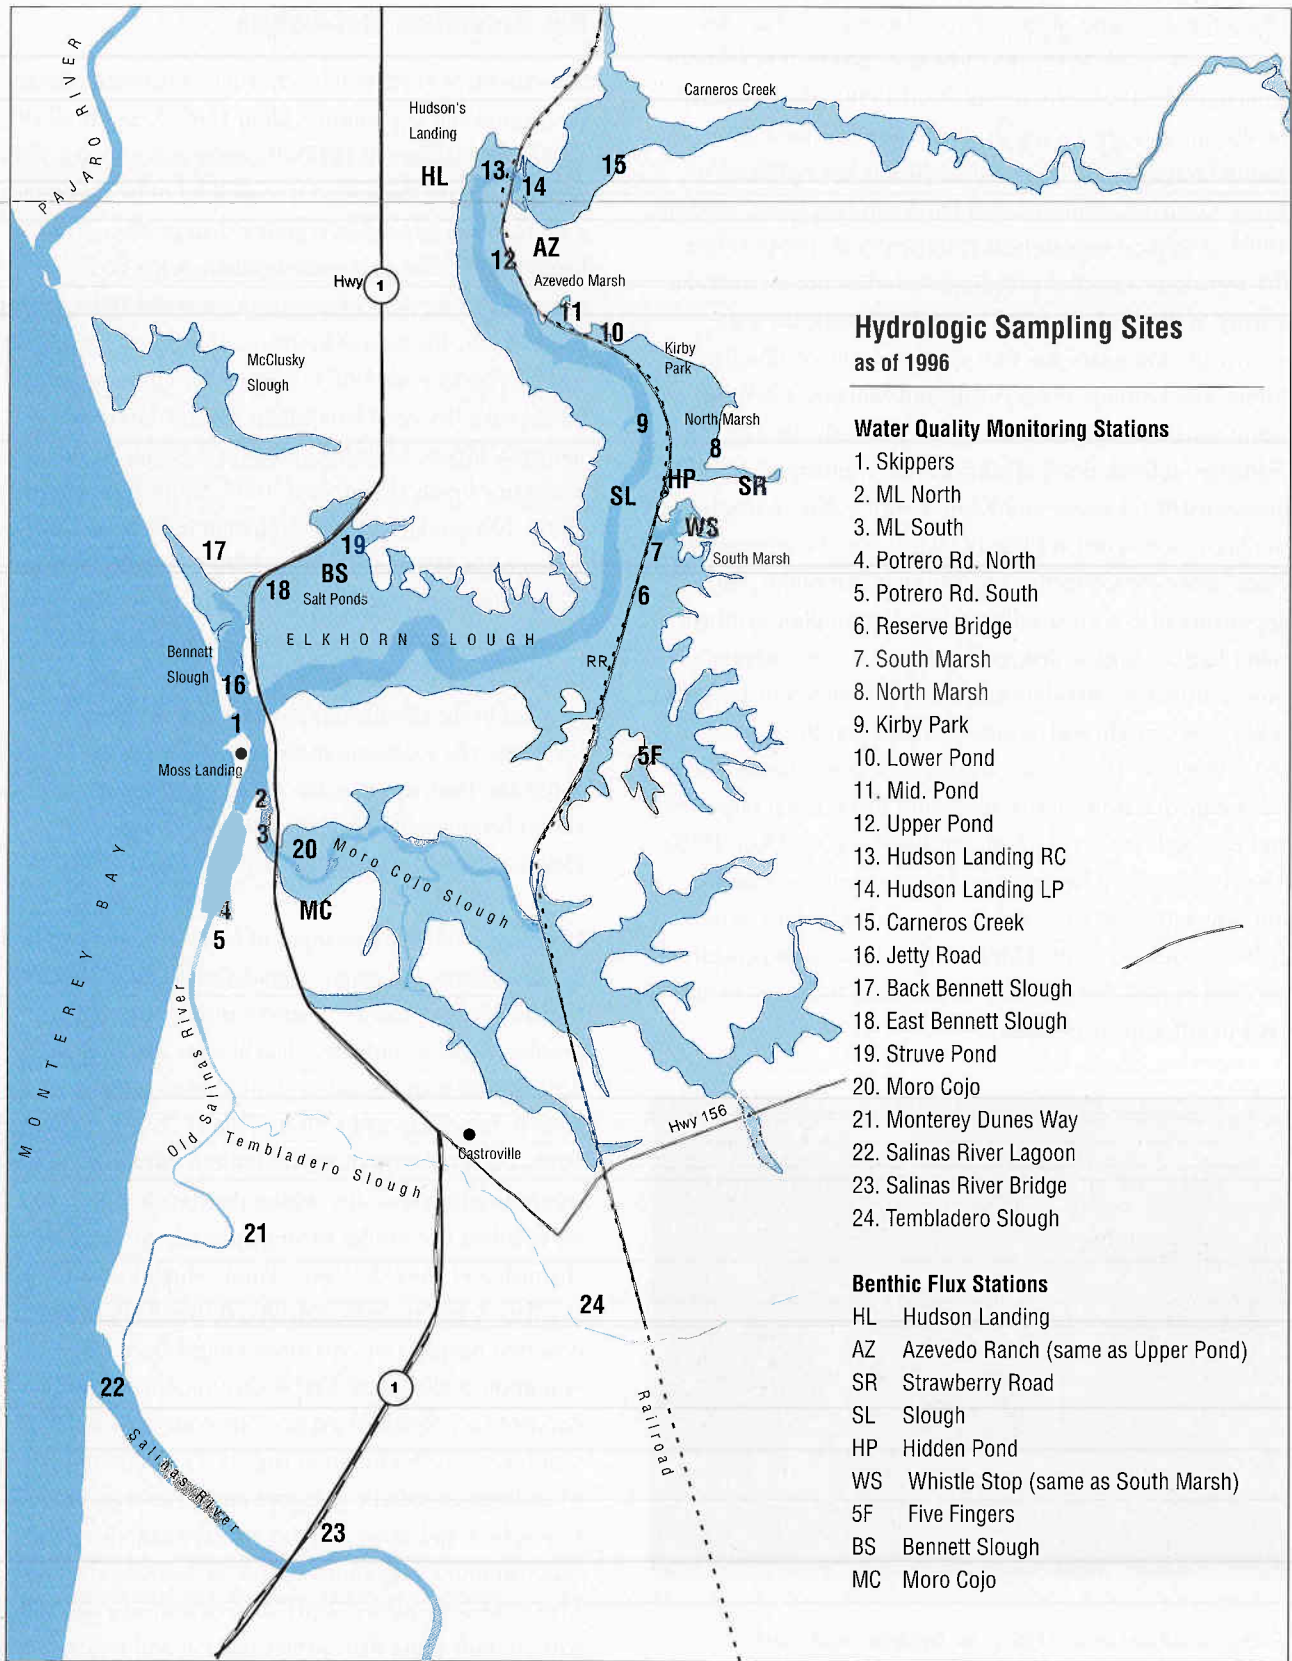 PAJARO RIVER
Hudson's
Landing
HL
13
14
15
Carneros Creek
AZ
12
Azevedo Marsh
11
10
Hwy 1
Kirby
Park
McClusky
Slough
9
North Marsh
8
HP
SR
SL
WS
7
South Marsh
6
17
19
BS
18
Salt Ponds
ELKHORN SLOUGH
Bennett
Slough
16
RR
1
Moss Landing
5F
2
3
20
Moro Cojo Slough
MC
4
5
MONTEREY BAY
Old Salinas River
Tembladero Slough
Castroville
Hwy 156
21
24
22
1
Salinas River
Railroad
23
Hydrologic Sampling Sites
as of 1996
Water Quality Monitoring Stations
1. Skippers
2. ML North
3. ML South
4. Potrero Rd. North
5. Potrero Rd. South
6. Reserve Bridge
7. South Marsh
8. North Marsh
9. Kirby Park
10. Lower Pond
11. Mid. Pond
12. Upper Pond
13. Hudson Landing RC
14. Hudson Landing LP
15. Carneros Creek
16. Jetty Road
17. Back Bennett Slough
18. East Bennett Slough
19. Struve Pond
20. Moro Cojo
21. Monterey Dunes Way
22. Salinas River Lagoon
23. Salinas River Bridge
24. Tembladero Slough
Benthic Flux Stations
HL Hudson Landing
AZ Azevedo Ranch (same as Upper Pond)
SR Strawberry Road
SL Slough
HP Hidden Pond
WS Whistle Stop (same as South Marsh)
5F Five Fingers
BS Bennett Slough
MC Moro Cojo